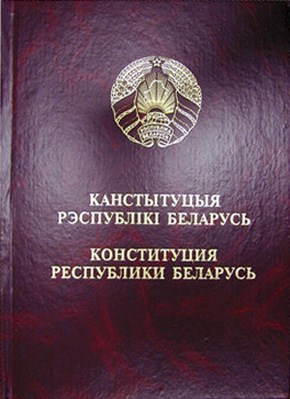 КАНСТЫТУЦЫЯ
РЭСПУБЛІКІ БЕЛАРУСЬ
КОНСТИТУЦИЯ
РЕСПУБЛИКИ БЕЛАРУСЬ